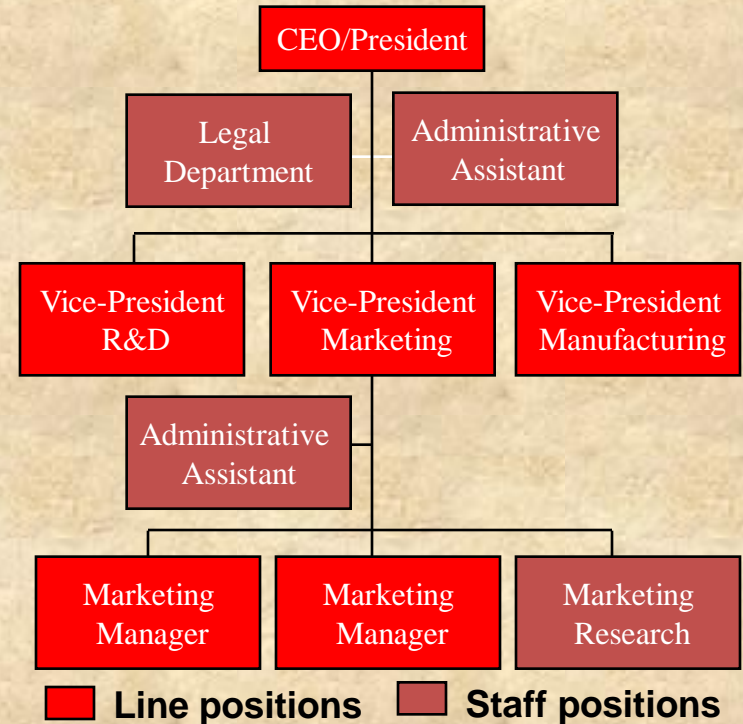 CEO/President
Legal
Department
Administrative
Assistant
Vice-President
R&D
Vice-President
Marketing
Vice-President
Manufacturing
Administrative
Assistant
Marketing
Manager
Marketing
Manager
Marketing
Research
Line positions
Staff positions